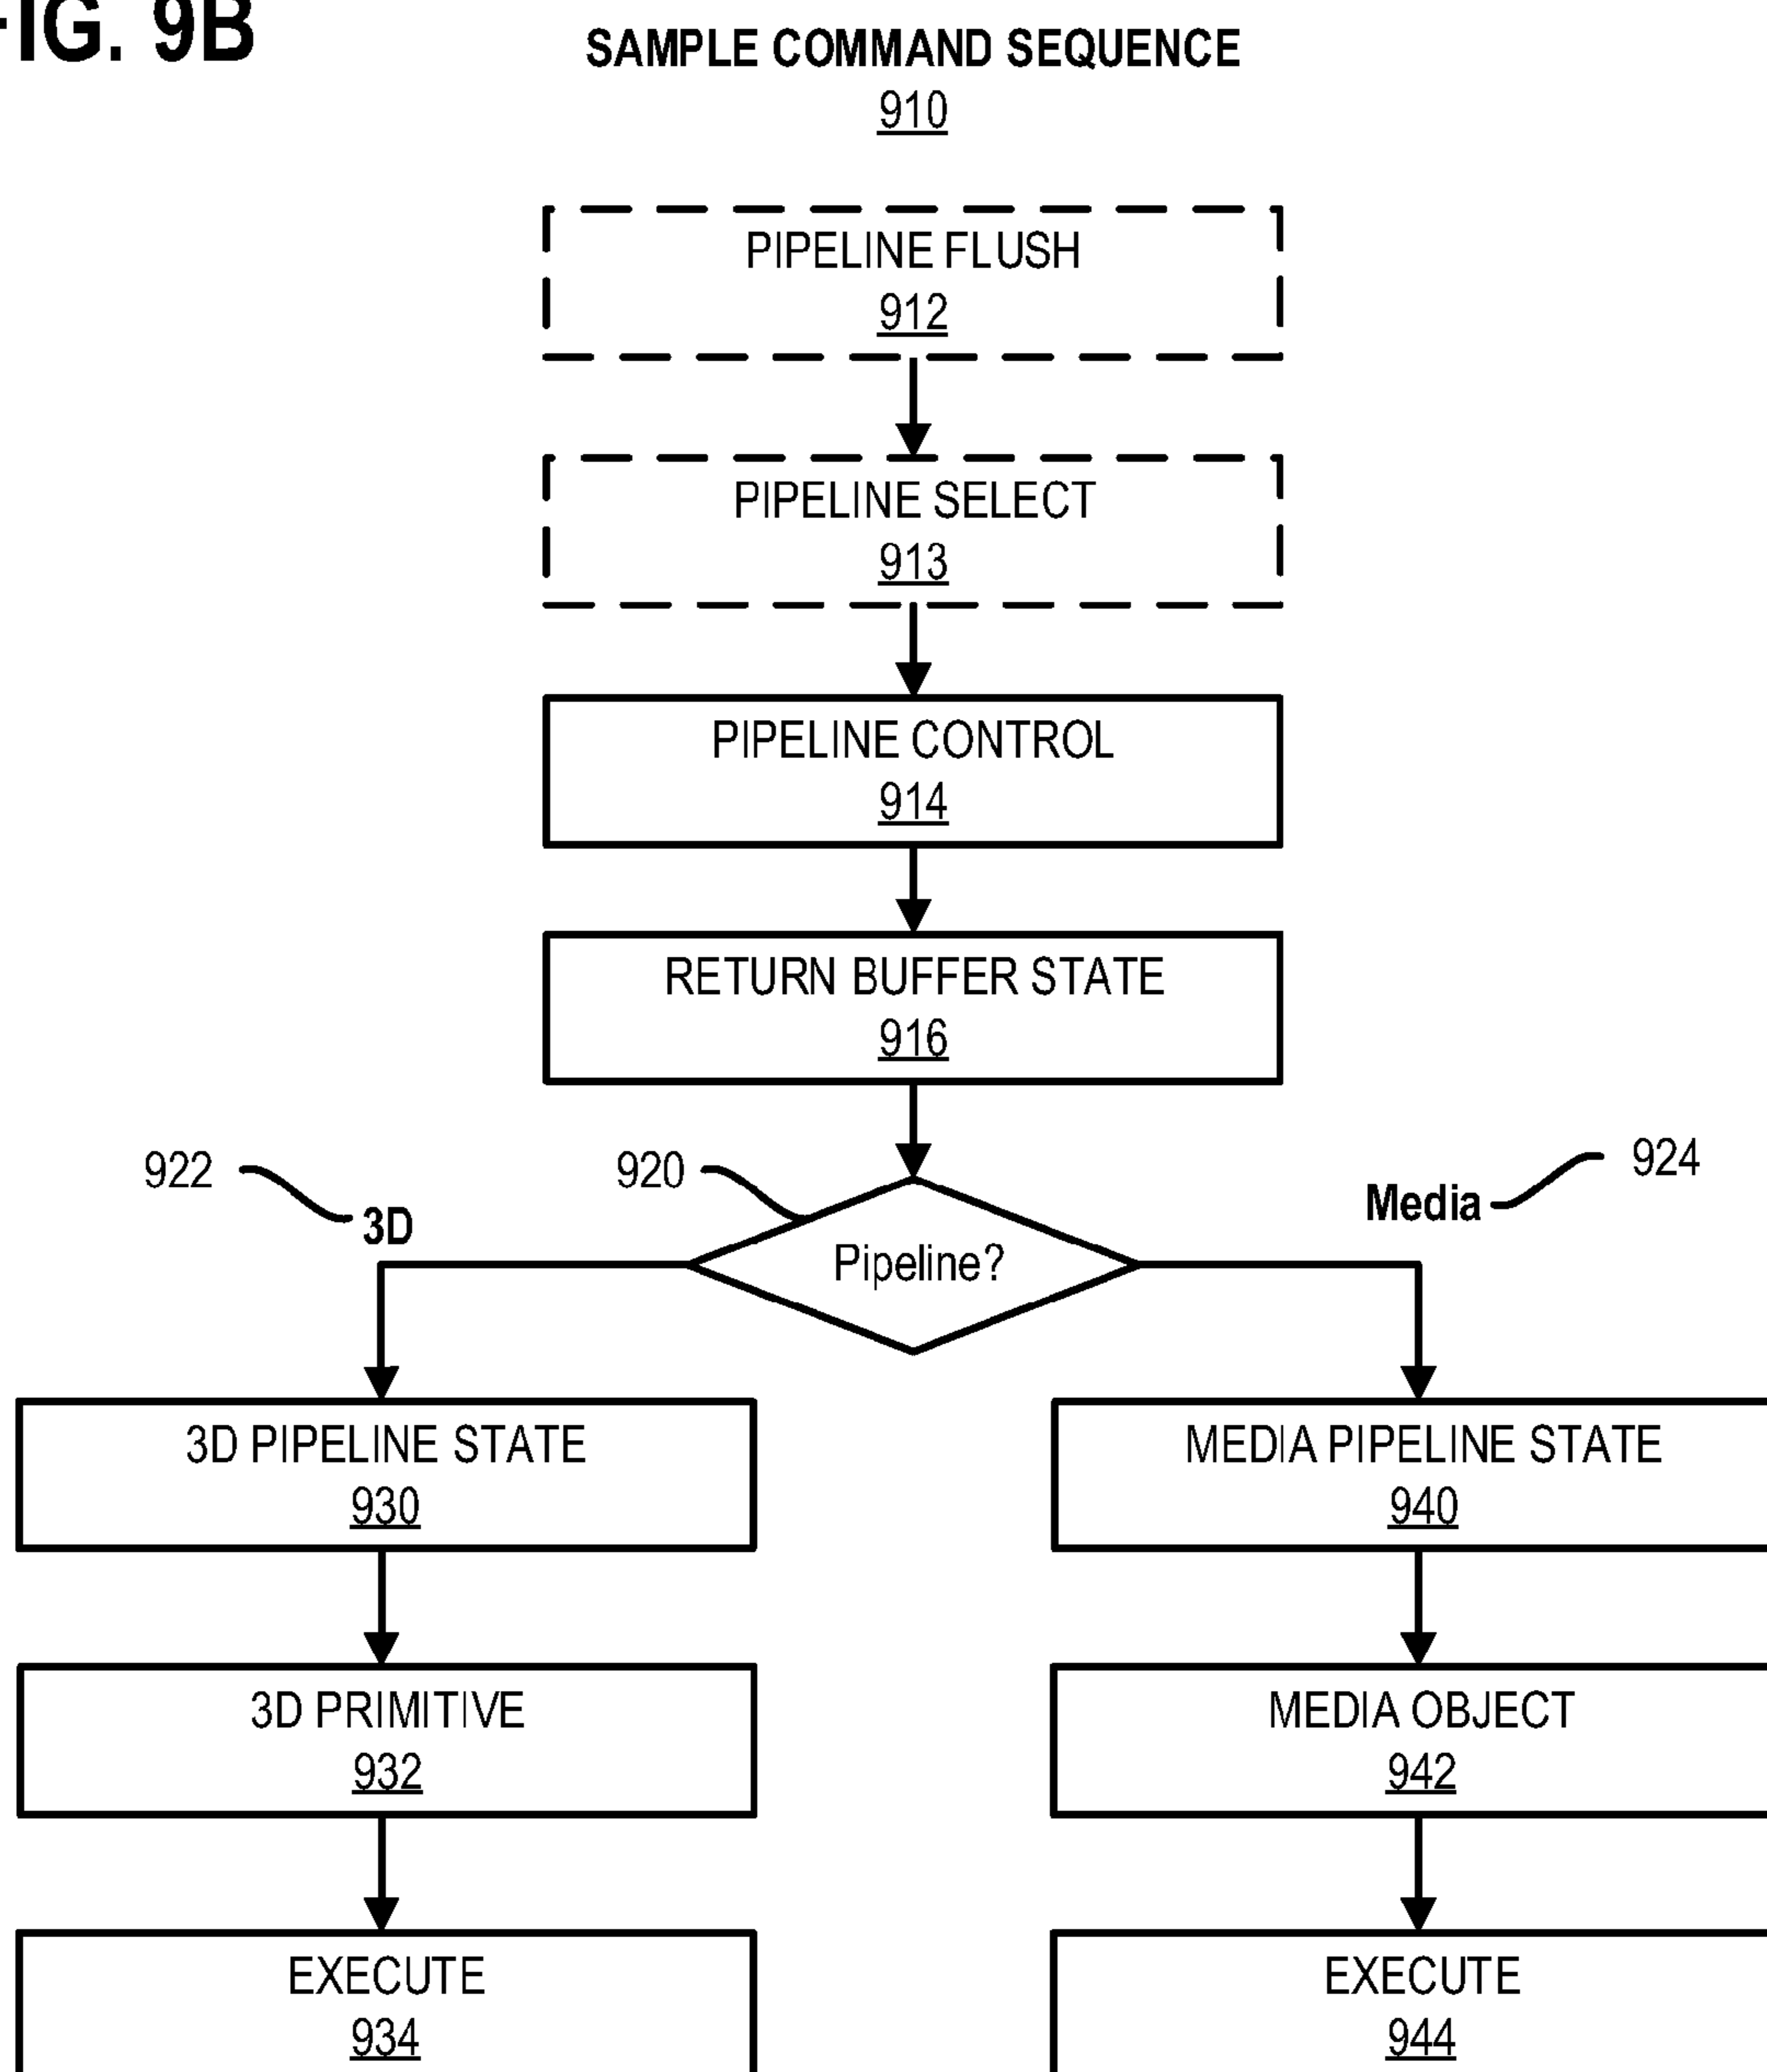 FIG. 9B
SAMPLE COMMAND SEQUENCE
910
PIPELINE FLUSH
912
PIPELINE SELECT
913
PIPELINE CONTROL
914
RETURN BUFFER STATE
916
922
3D
920
Pipeline?
Media
924
3D PIPELINE STATE
930
MEDIA PIPELINE STATE
940
3D PRIMITIVE
932
MEDIA OBJECT
942
EXECUTE
934
EXECUTE
944